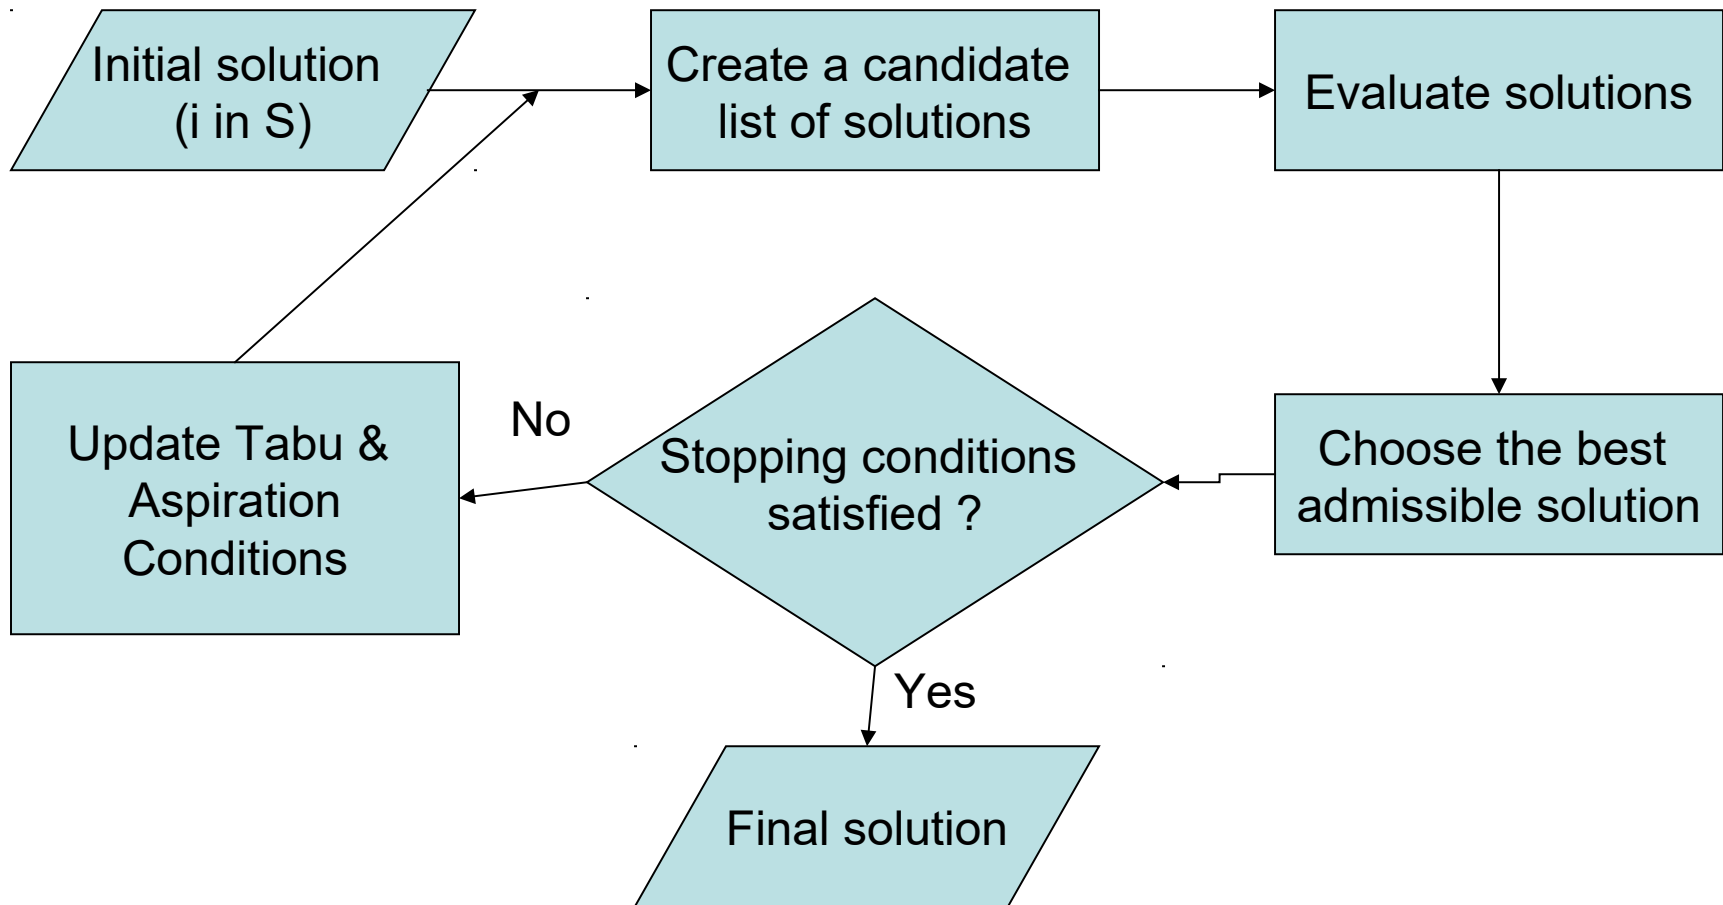 Initial solution
(i in S)
Create a candidate
list of solutions
Evaluate solutions
Update Tabu &
Aspiration
Conditions
No
Stopping conditions
satisfied ?
Choose the best
admissible solution
Yes
Final solution